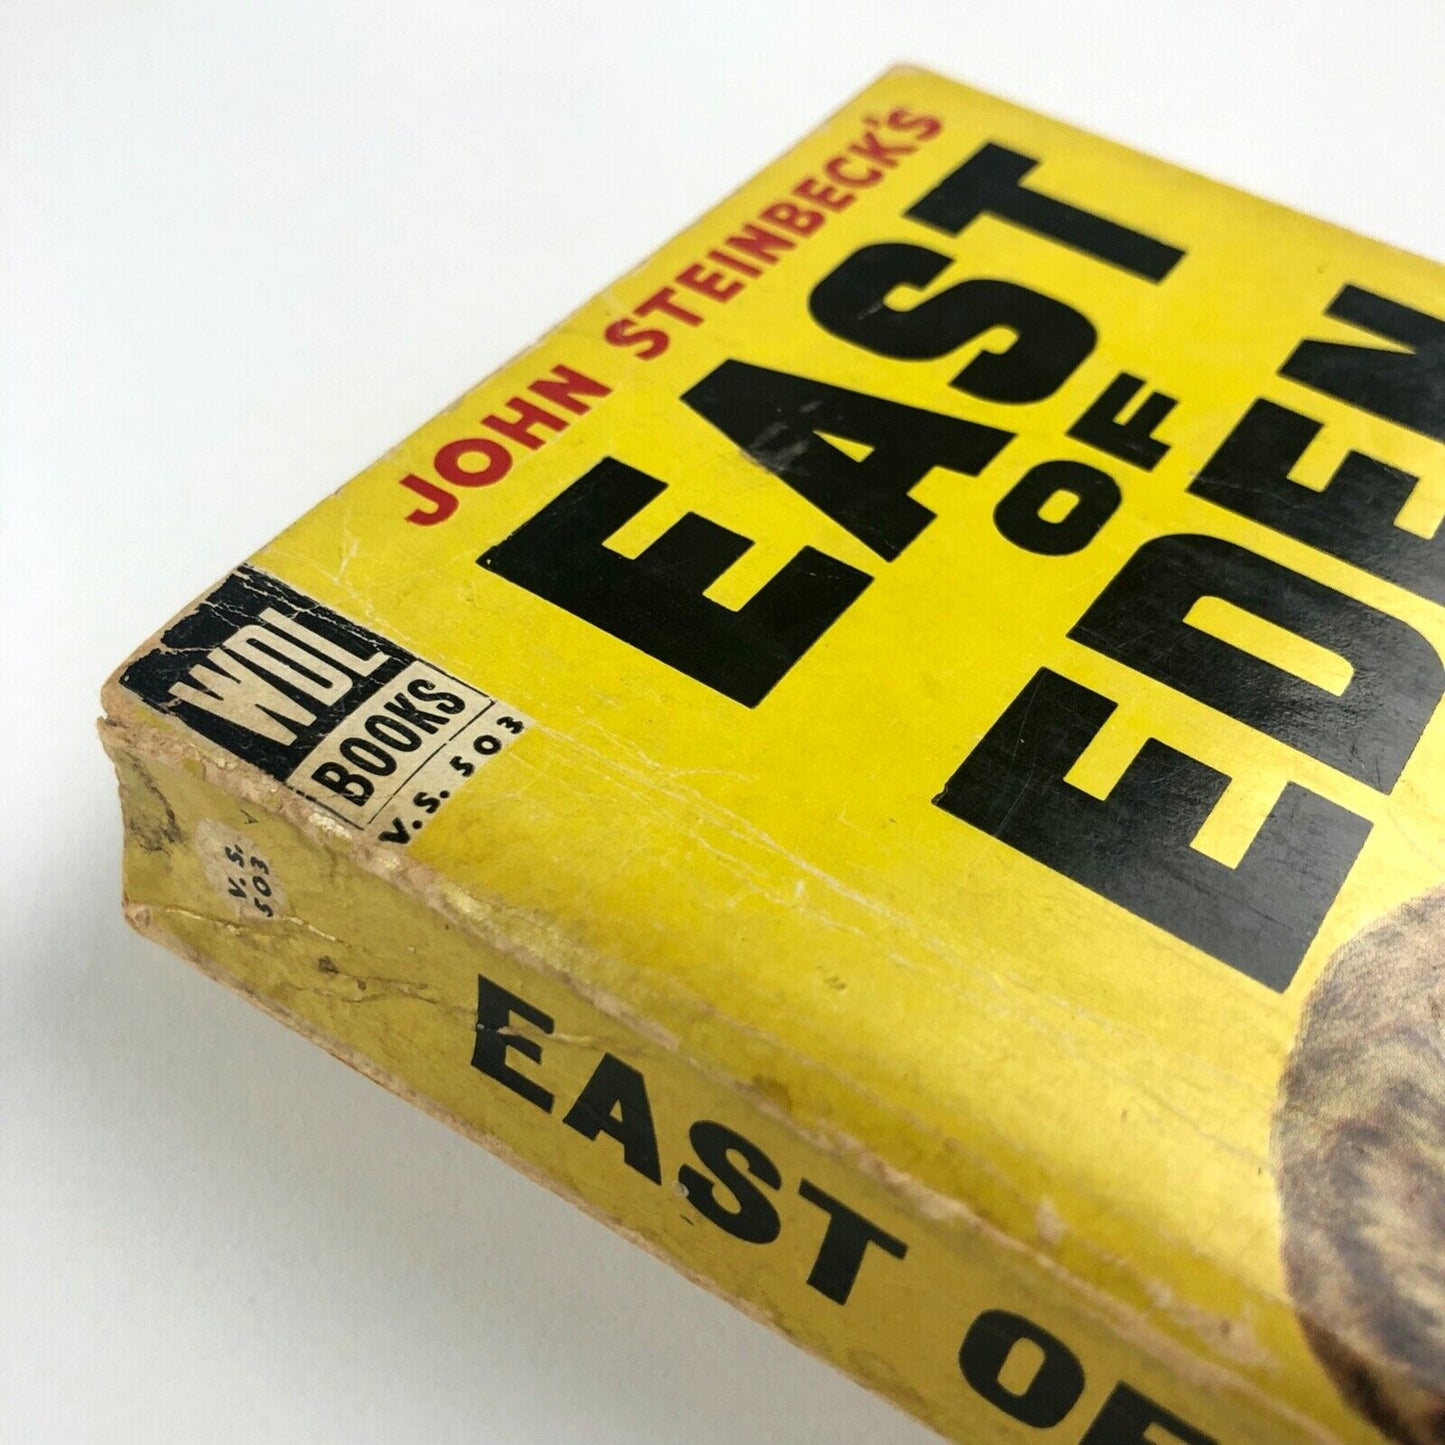 JOHN STEINBECK'S
EAST
OF
EDEN
WDL
BOOKS
V.S. 503
V.S.
503
EAST OF